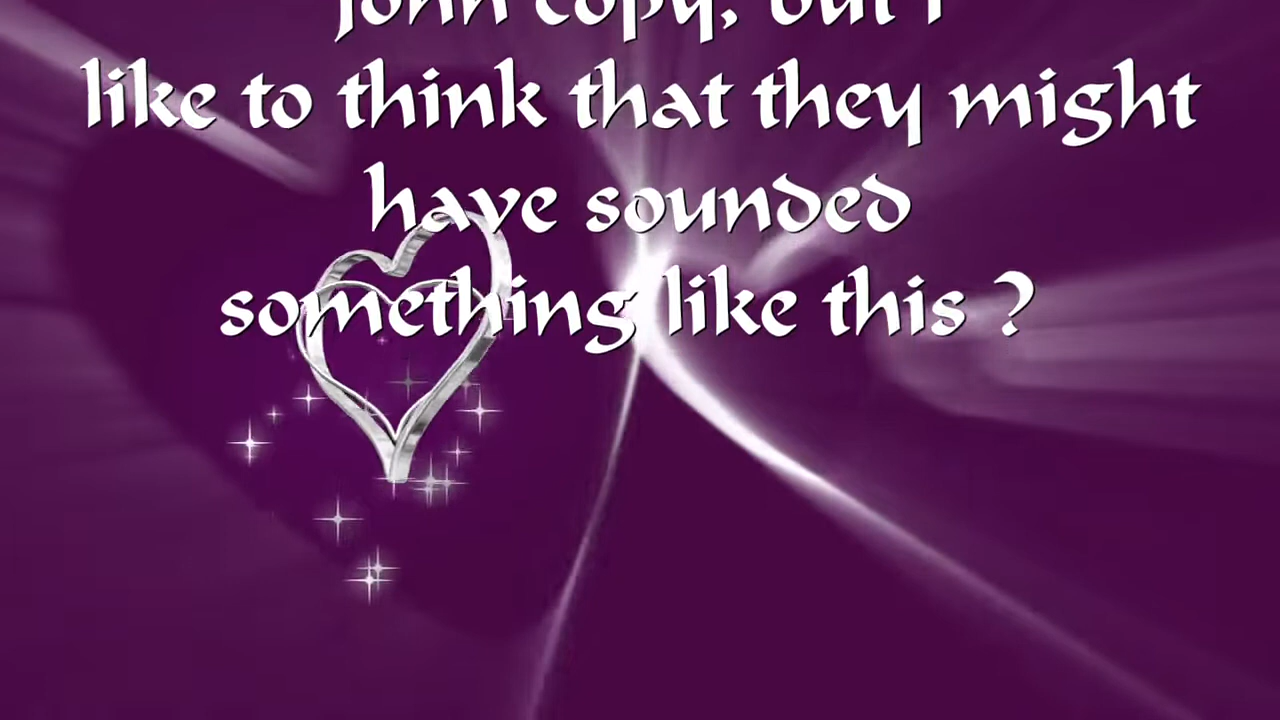 John copy, but I
like to think that they might
have sounded
something like this ?